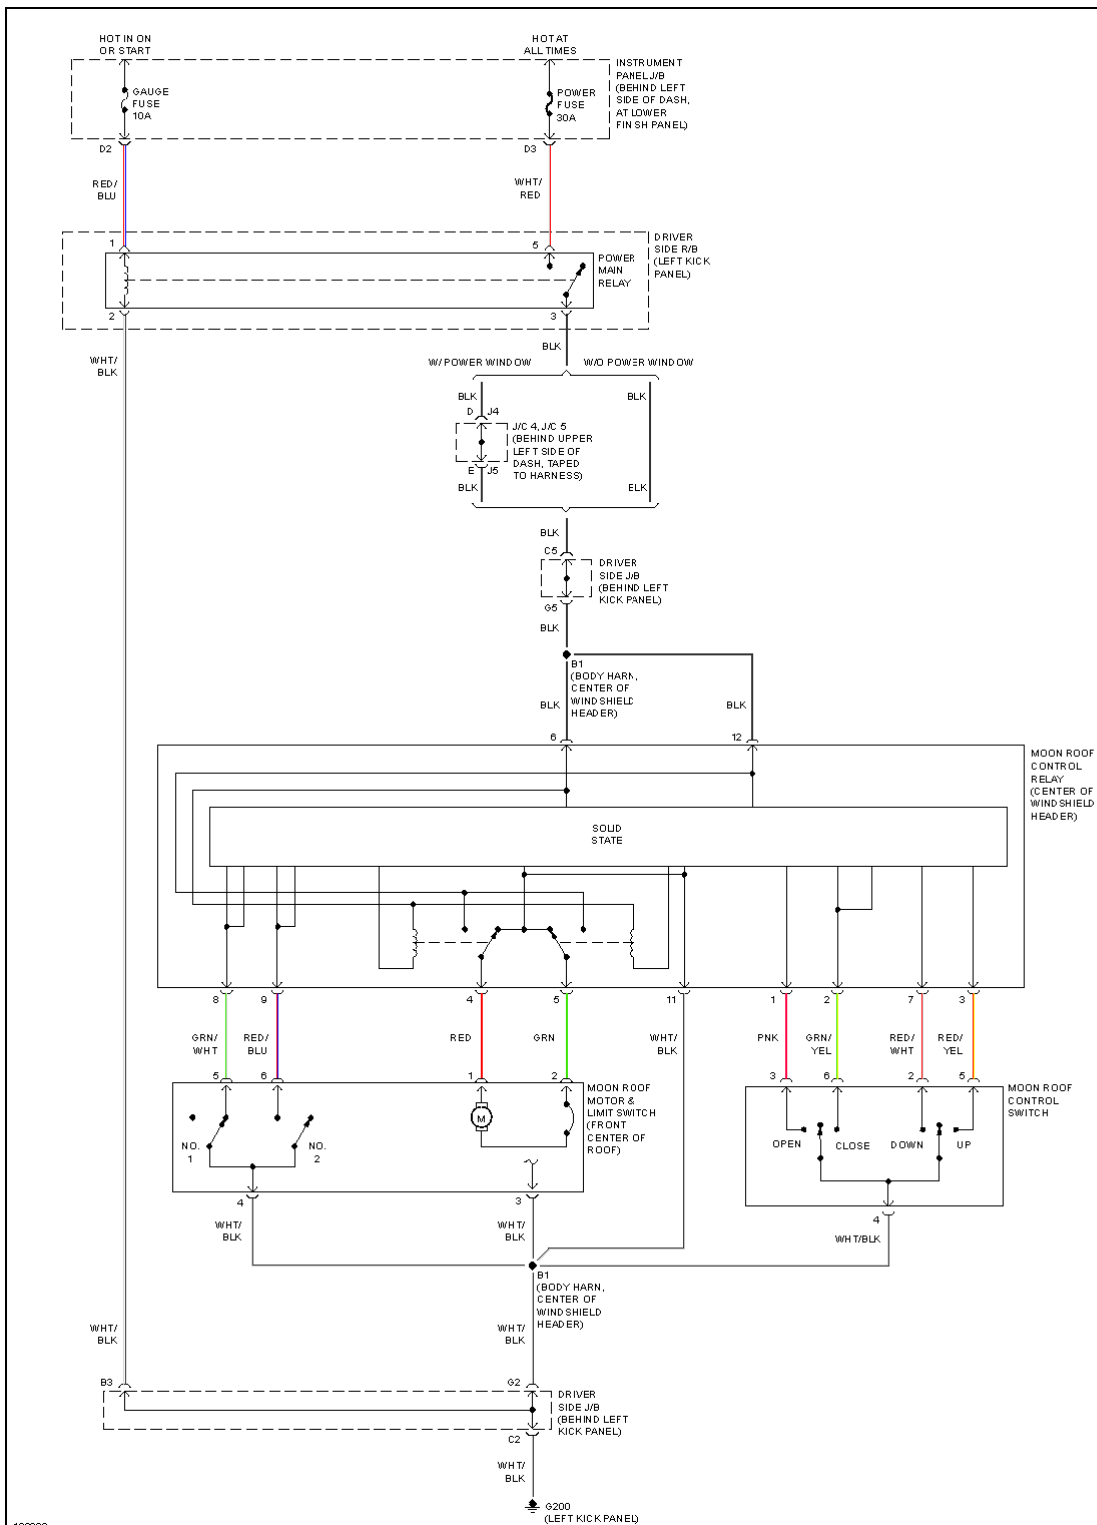 HOT IN ON
OR START
HOT AT
ALL TIMES
GAUGE
FUSE
10A
POWER
FUSE
30A
INSTRUMENT
PANEL J/B
(BEHIND LEFT
SIDE OF DASH,
AT LOWER
FINISH PANEL)
D2
D3
RED/
BLU
WHT/
RED
1
5
DRIVER
SIDE R/B
(LEFT KICK
PANEL)
POWER
MAIN
RELAY
2
3
WHT/
BLK
BLK
W/ POWER WINDOW
W/O POWER WINDOW
BLK
BLK
D
J4
J/C 4, J/C 5
(BEHIND UPPER
LEFT SIDE OF
DASH, TAPED
TO HARNESS)
E
J5
BLK
ELK
BLK
C5
DRIVER
SIDE J/B
(BEHIND LEFT
KICK PANEL)
G5
BLK
B1
(BODY HARN,
CENTER OF
WINDSHIELD
HEADER)
BLK
BLK
6
12
MOON ROOF
CONTROL
RELAY
(CENTER OF
WINDSHIELD
HEADER)
SOLID
STATE
8
9
4
5
11
1
2
7
3
GRN/
WHT
RED/
BLU
RED
GRN
WHT/
BLK
PNK
GRN/
YEL
RED/
WHT
RED/
YEL
5
6
1
2
3
6
2
5
MOON ROOF
MOTOR &
LIMIT SWITCH
(FRONT
CENTER OF
ROOF)
MOON ROOF
CONTROL
SWITCH
M
NO.
1
NO.
2
OPEN
CLOSE
DOWN
UP
4
3
4
WHT/
BLK
WHT/
BLK
WHT/BLK
B1
(BODY HARN,
CENTER OF
WINDSHIELD
HEADER)
WHT/
BLK
WHT/
BLK
B3
G2
DRIVER
SIDE J/B
(BEHIND LEFT
KICK PANEL)
C2
WHT/
BLK
G200
(LEFT KICK PANEL)